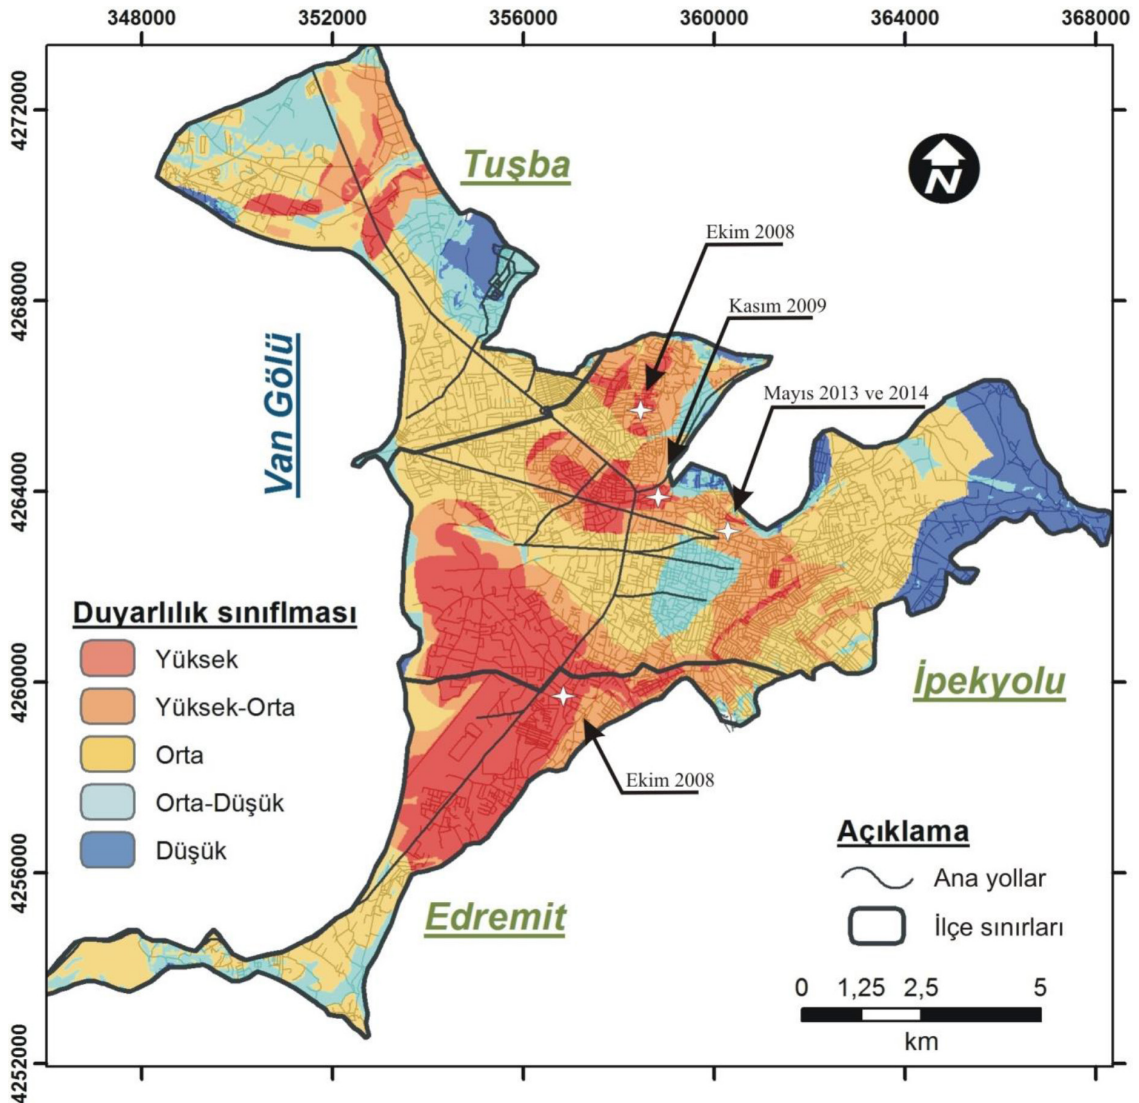 348000
352000
356000
360000
364000
368000
4272000
4268000
4264000
4260000
4256000
4252000
Tuşba
N
Ekim 2008
Kasım 2009
Van Gölü
Mayıs 2013 ve 2014
Duyarlılık sınıflması
Yüksek
Yüksek-Orta
Orta
Orta-Düşük
Düşük
İpekyolu
Ekim 2008
Edremit
Açıklama
Ana yollar
İlçe sınırları
0 1,25 2,5 5
km